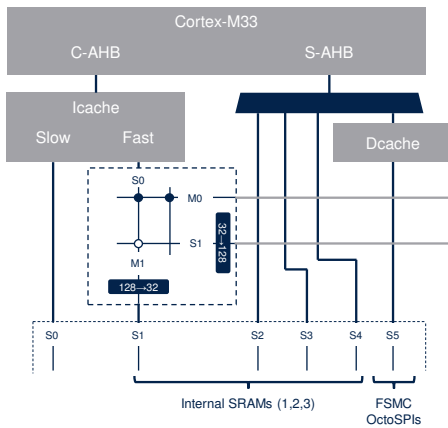 Cortex-M33
C-AHB S-AHB
Icache
Slow Fast
Dcache
S0
M0
S1
32→128
M1
128→32
S0 S1 S2 S3 S4 S5
Internal SRAMs (1,2,3)
FSMC
OctoSPIs